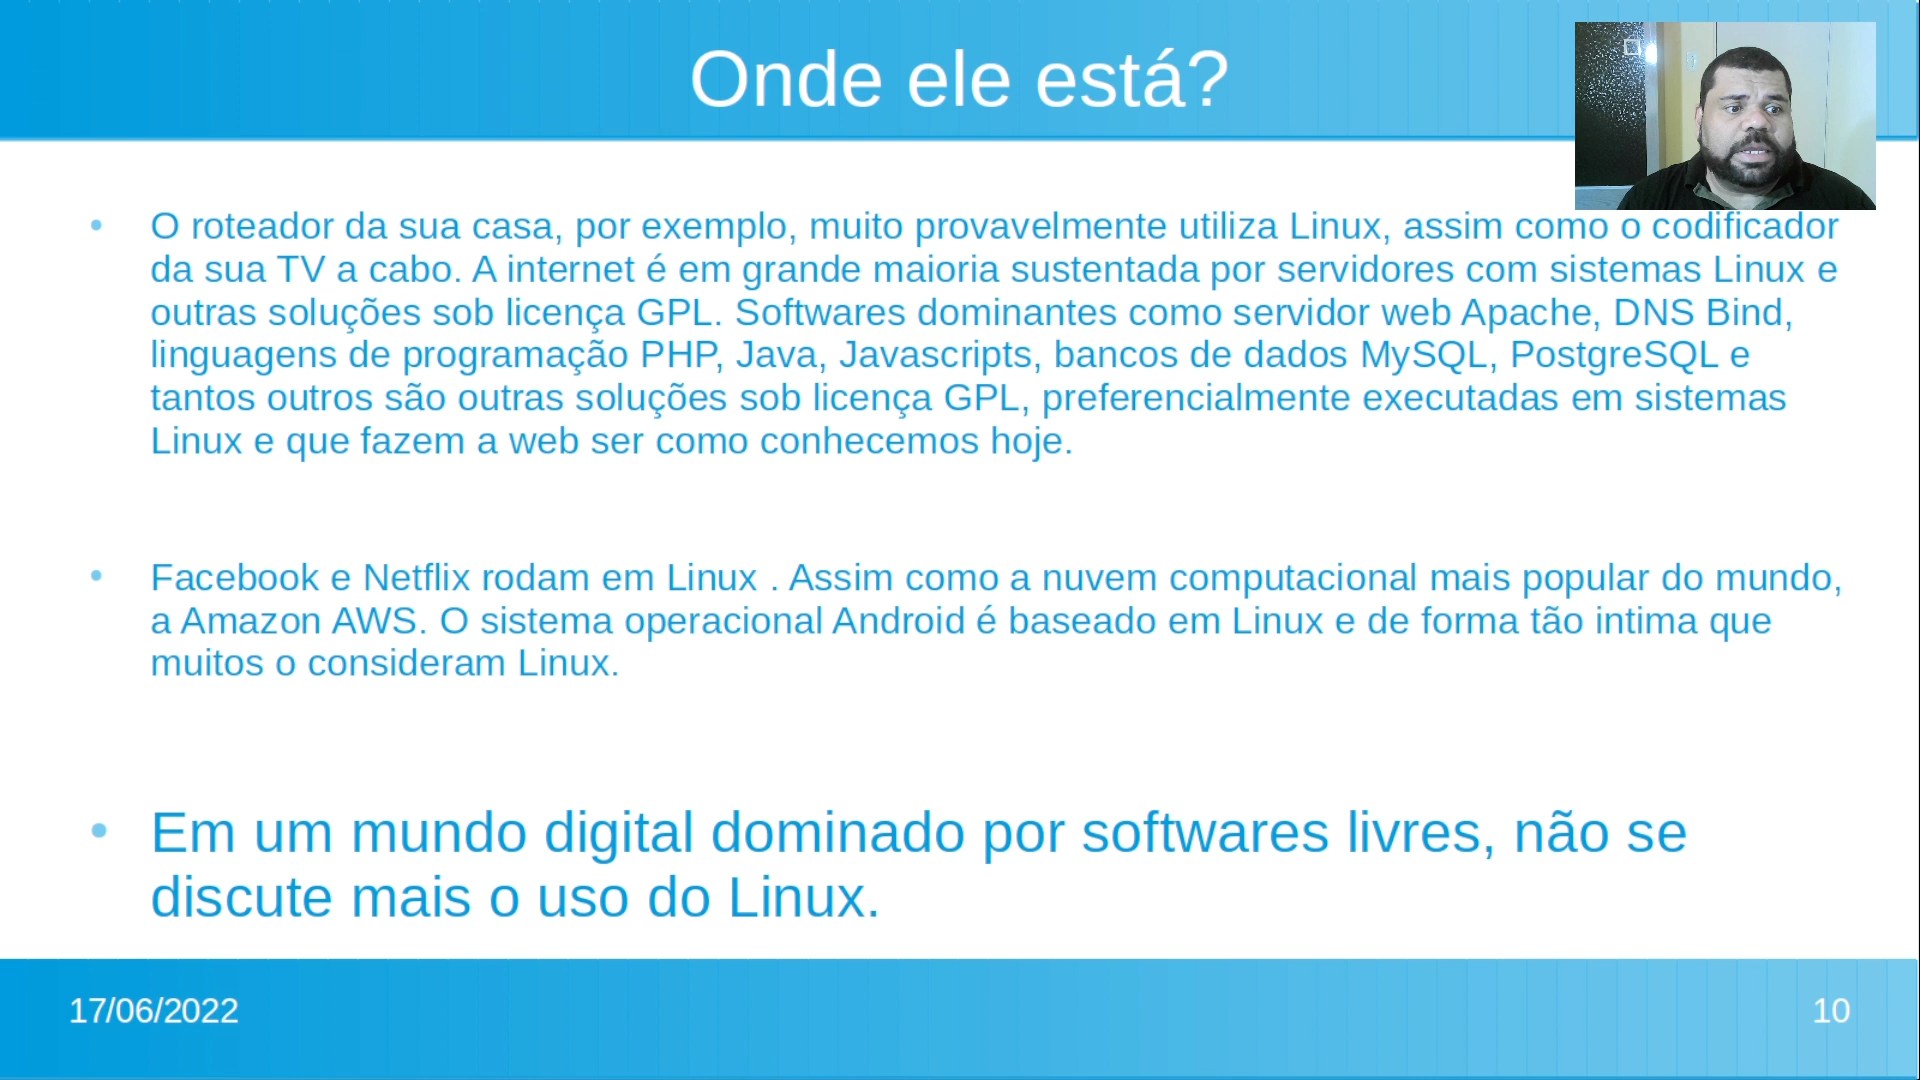 Onde ele está?
• O roteador da sua casa, por exemplo, muito provavelmente utiliza Linux, assim como o codificador
da sua TV a cabo. A internet é em grande maioria sustentada por servidores com sistemas Linux e
outras soluções sob licença GPL. Softwares dominantes como servidor web Apache, DNS Bind,
linguagens de programação PHP, Java, Javascripts, bancos de dados MySQL, PostgreSQL e
tantos outros são outras soluções sob licença GPL, preferencialmente executadas em sistemas
Linux e que fazem a web ser como conhecemos hoje.
• Facebook e Netflix rodam em Linux . Assim como a nuvem computacional mais popular do mundo,
a Amazon AWS. O sistema operacional Android é baseado em Linux e de forma tão intima que
muitos o consideram Linux.
• Em um mundo digital dominado por softwares livres, não se
discute mais o uso do Linux.
17/06/2022
10